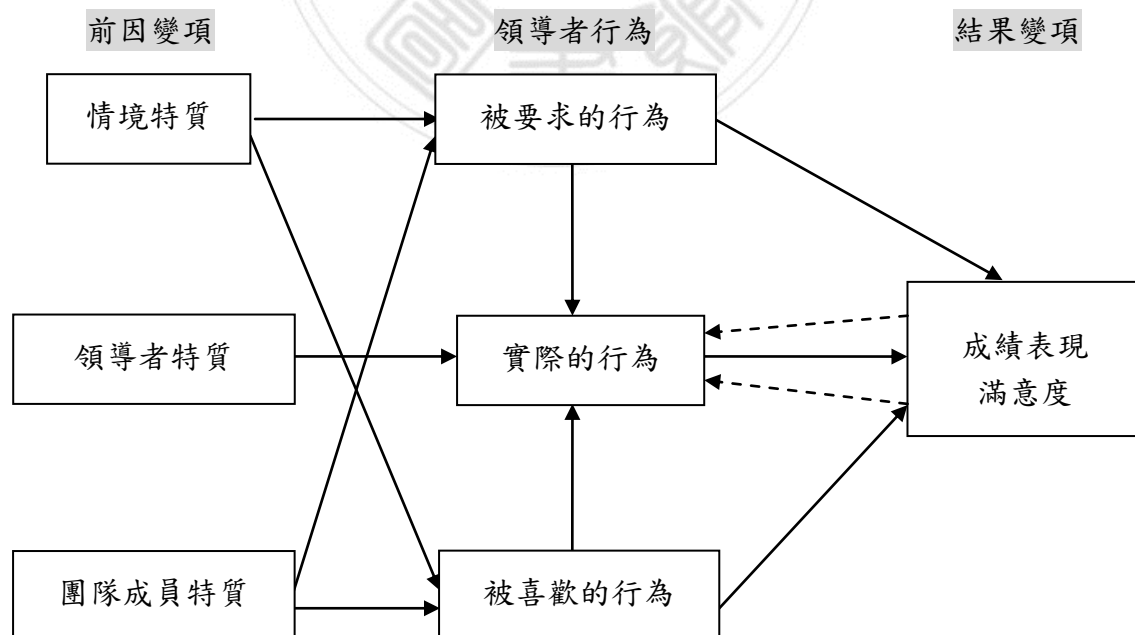 前因變項 領導者行為 結果變項
情境特質 被要求的行為
領導者特質 實際的行為 成績表現
滿意度
團隊成員特質 被喜歡的行為